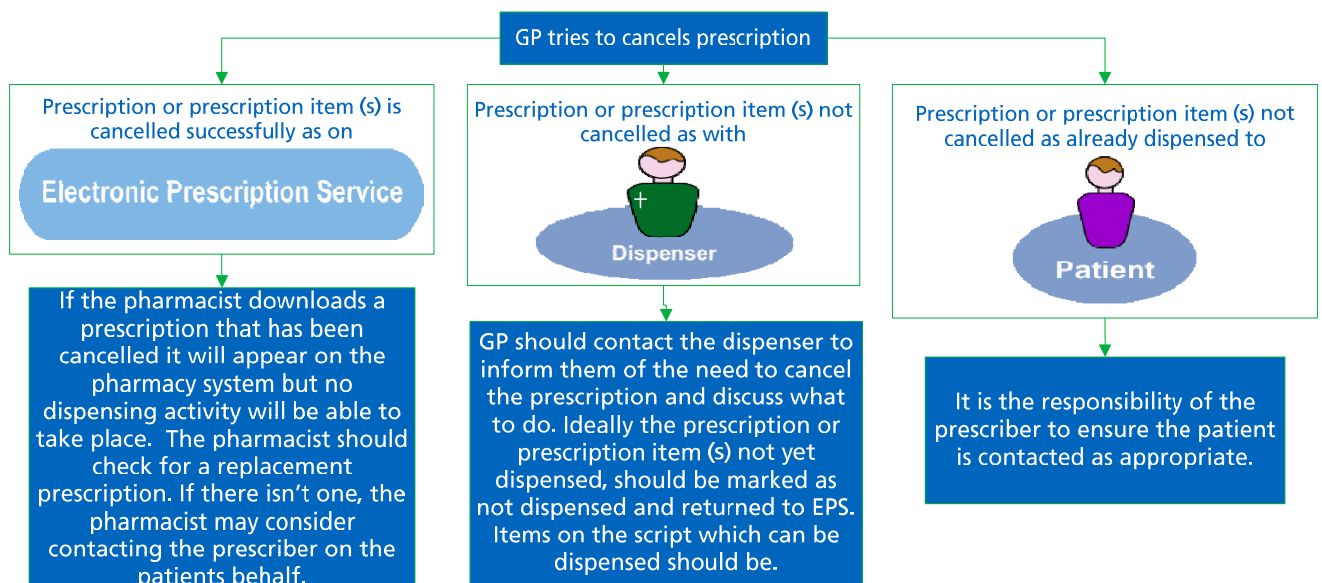 GP tries to cancels prescription
Prescription or prescription item (s) is
cancelled successfully as on
Electronic Prescription Service
If the pharmacist downloads a
prescription that has been
cancelled it will appear on the
pharmacy system but no
dispensing activity will be able to
take place.  The pharmacist should
check for a replacement
prescription. If there isn't one, the
pharmacist may consider
contacting the prescriber on the
patients behalf.
Prescription or prescription item (s) not
cancelled as with
Dispenser
GP should contact the dispenser to
inform them of the need to cancel
the prescription and discuss what
to do. Ideally the prescription or
prescription item (s) not yet
dispensed, should be marked as
not dispensed and returned to EPS.
Items on the script which can be
dispensed should be.
Prescription or prescription item (s) not
cancelled as already dispensed to
Patient
It is the responsibility of the
prescriber to ensure the patient
is contacted as appropriate.